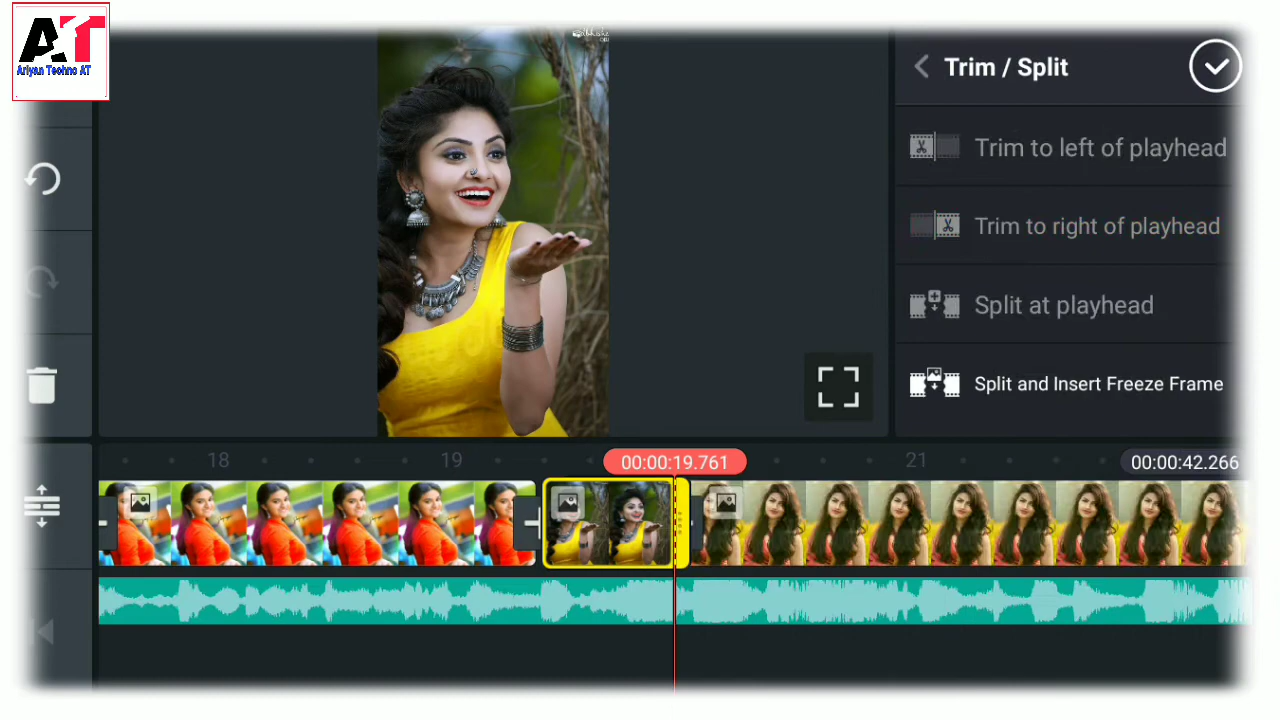 AT
Ariyan Techno AT
Trim / Split
Trim to left of playhead
Trim to right of playhead
Split at playhead
Split and Insert Freeze Frame
18
19
00:00:19.761
21
00:00:42.266